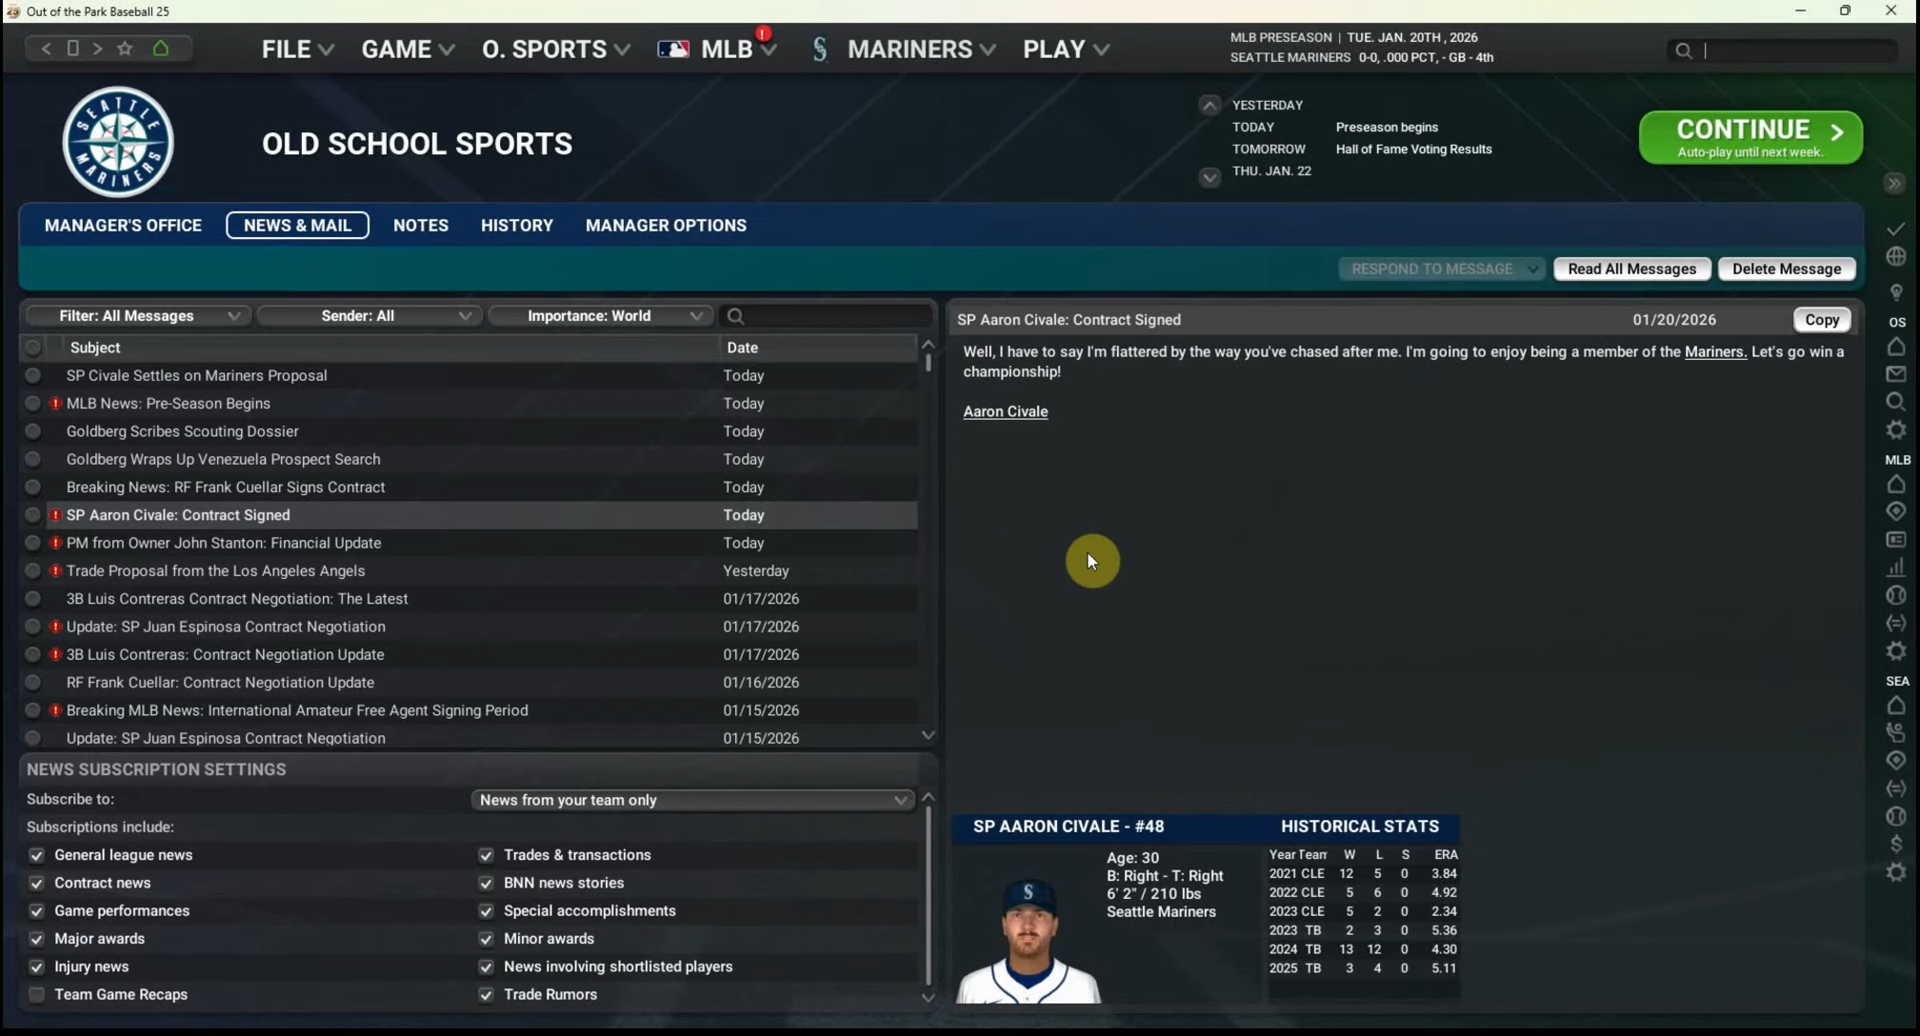 Out of the Park Baseball 25
FILE
GAME
O. SPORTS
MLB
MARINERS
PLAY
MLB PRESEASON | TUE. JAN. 20TH , 2026
SEATTLE MARINERS 0-0, .000 PCT, - GB - 4th
SEATTLE MARINERS
OLD SCHOOL SPORTS
YESTERDAY
TODAY Preseason begins
TOMORROW Hall of Fame Voting Results
THU. JAN. 22
CONTINUE
Auto-play until next week.
MANAGER'S OFFICE
NEWS & MAIL
NOTES
HISTORY
MANAGER OPTIONS
RESPOND TO MESSAGE
Read All Messages
Delete Message
Filter: All Messages
Sender: All
Importance: World
Subject Date
SP Civale Settles on Mariners Proposal Today
MLB News: Pre-Season Begins Today
Goldberg Scribes Scouting Dossier Today
Goldberg Wraps Up Venezuela Prospect Search Today
Breaking News: RF Frank Cuellar Signs Contract Today
SP Aaron Civale: Contract Signed Today
PM from Owner John Stanton: Financial Update Today
Trade Proposal from the Los Angeles Angels Yesterday
3B Luis Contreras Contract Negotiation: The Latest 01/17/2026
Update: SP Juan Espinosa Contract Negotiation 01/17/2026
3B Luis Contreras: Contract Negotiation Update 01/17/2026
RF Frank Cuellar: Contract Negotiation Update 01/16/2026
Breaking MLB News: International Amateur Free Agent Signing Period 01/15/2026
Update: SP Juan Espinosa Contract Negotiation 01/15/2026
NEWS SUBSCRIPTION SETTINGS
Subscribe to: News from your team only
Subscriptions include:
General league news Trades & transactions
Contract news BNN news stories
Game performances Special accomplishments
Major awards Minor awards
Injury news News involving shortlisted players
Team Game Recaps Trade Rumors
SP Aaron Civale: Contract Signed 01/20/2026 Copy
Well, I have to say I'm flattered by the way you've chased after me. I'm going to enjoy being a member of the Mariners. Let's go win a
championship!
Aaron Civale
SP AARON CIVALE - #48
Age: 30
B: Right - T: Right
6' 2" / 210 lbs
Seattle Mariners
HISTORICAL STATS
Year Team W L S ERA
2021 CLE 12 5 0 3.84
2022 CLE 5 6 0 4.92
2023 CLE 5 2 0 2.34
2023 TB 2 3 0 5.36
2024 TB 13 12 0 4.30
2025 TB 3 4 0 5.11
OS
MLB
SEA